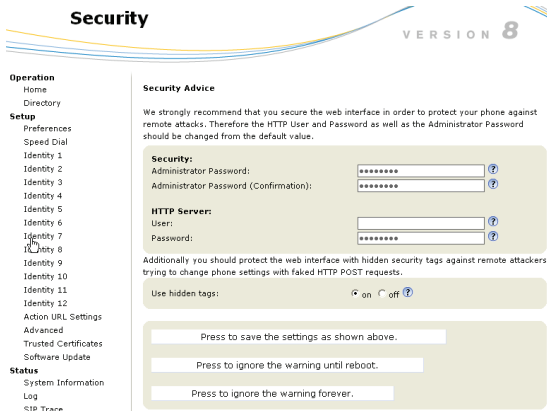 Security
VERSION 8
Operation
Home
Directory
Setup
Preferences
Speed Dial
Identity 1
Identity 2
Identity 3
Identity 4
Identity 5
Identity 6
Identity 7
Identity 8
Identity 9
Identity 10
Identity 11
Identity 12
Action URL Settings
Advanced
Trusted Certificates
Software Update
Status
System Information
Log
SIP Trace
Security Advice
We strongly recommend that you secure the web interface in order to protect your phone against
remote attacks. Therefore the HTTP User and Password as well as the Administrator Password
should be changed from the default value.
Security:
Administrator Password: ●●●●●●●● ?
Administrator Password (Confirmation): ●●●●●●●● ?
HTTP Server:
User: ?
Password: ●●●●●●●● ?
Additionally you should protect the web interface with hidden security tags against remote attackers
trying to change phone settings with faked HTTP POST requests.
Use hidden tags: on off ?
Press to save the settings as shown above.
Press to ignore the warning until reboot.
Press to ignore the warning forever.